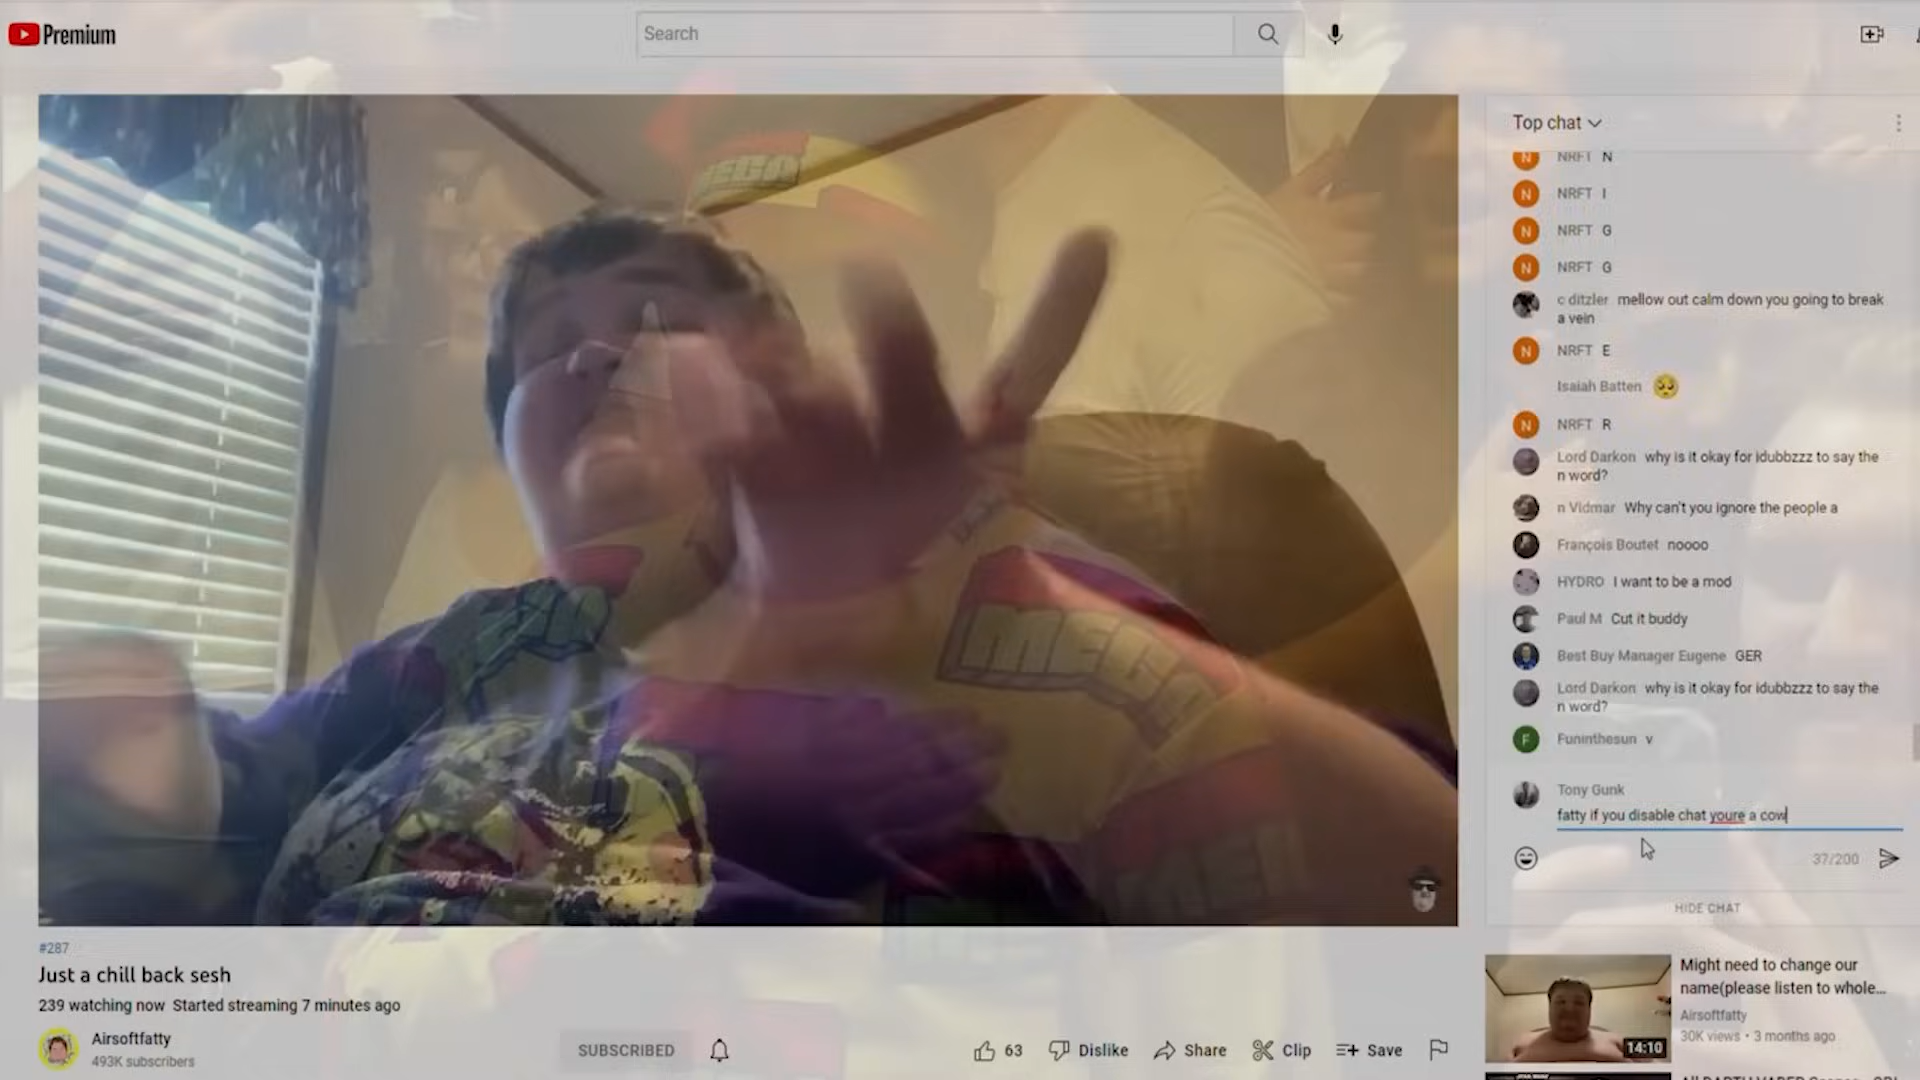 Premium
Search
Top chat
NRFT N
NRFT I
NRFT G
NRFT G
c ditzler mellow out calm down you going to break
a vein
NRFT E
Isaiah Batten 🥺
NRFT R
Lord Darkon why is it okay for idubbzzz to say the
n word?
n Vidmar Why can't you ignore the people a
François Boutet noooo
HYDRO I want to be a mod
Paul M Cut it buddy
Best Buy Manager Eugene GER
Lord Darkon why is it okay for idubbzzz to say the
n word?
F Funinthesun v
Tony Gunk
fatty if you disable chat youre a cow
37/200
HIDE CHAT
MEGA
MEGA
#287
Just a chill back sesh
239 watching now Started streaming 7 minutes ago
Airsoftfatty
493K subscribers
SUBSCRIBED
63 Dislike Share Clip Save
Might need to change our
name(please listen to whole...
Airsoftfatty
30K views • 3 months ago
14:10